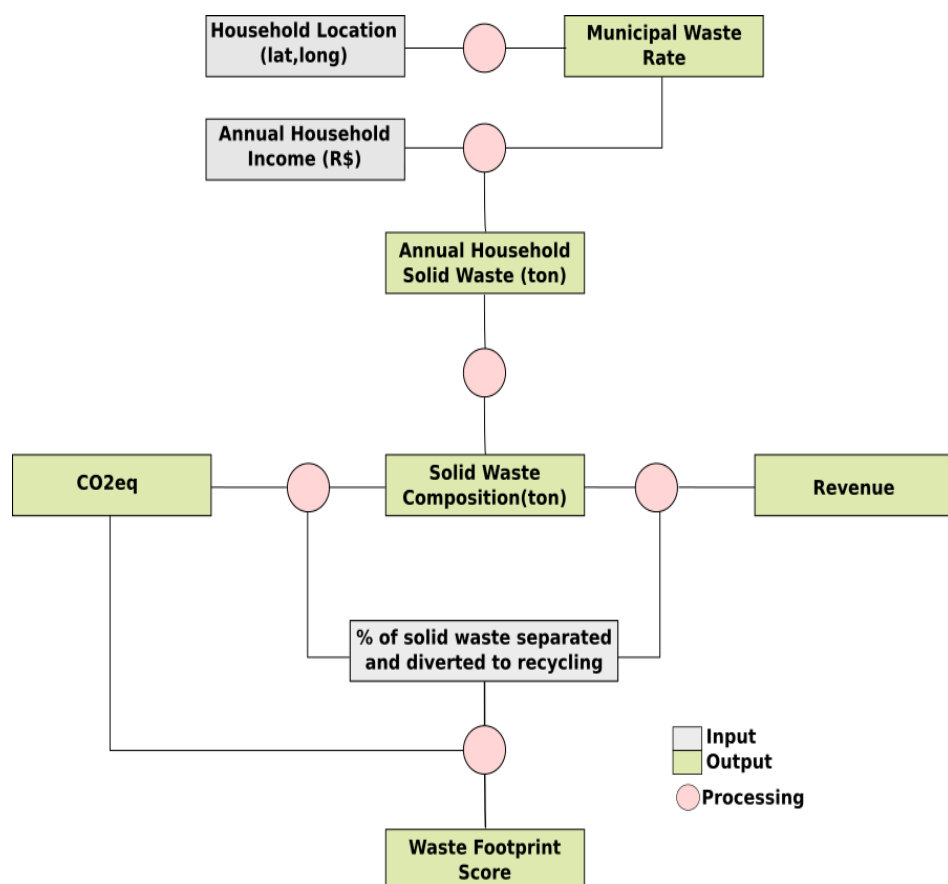 Household Location
(lat,long)
Municipal Waste
Rate
Annual Household
Income (R$)
Annual Household
Solid Waste (ton)
CO2eq
Solid Waste
Composition(ton)
Revenue
% of solid waste separated
and diverted to recycling
Input
Output
Processing
Waste Footprint
Score